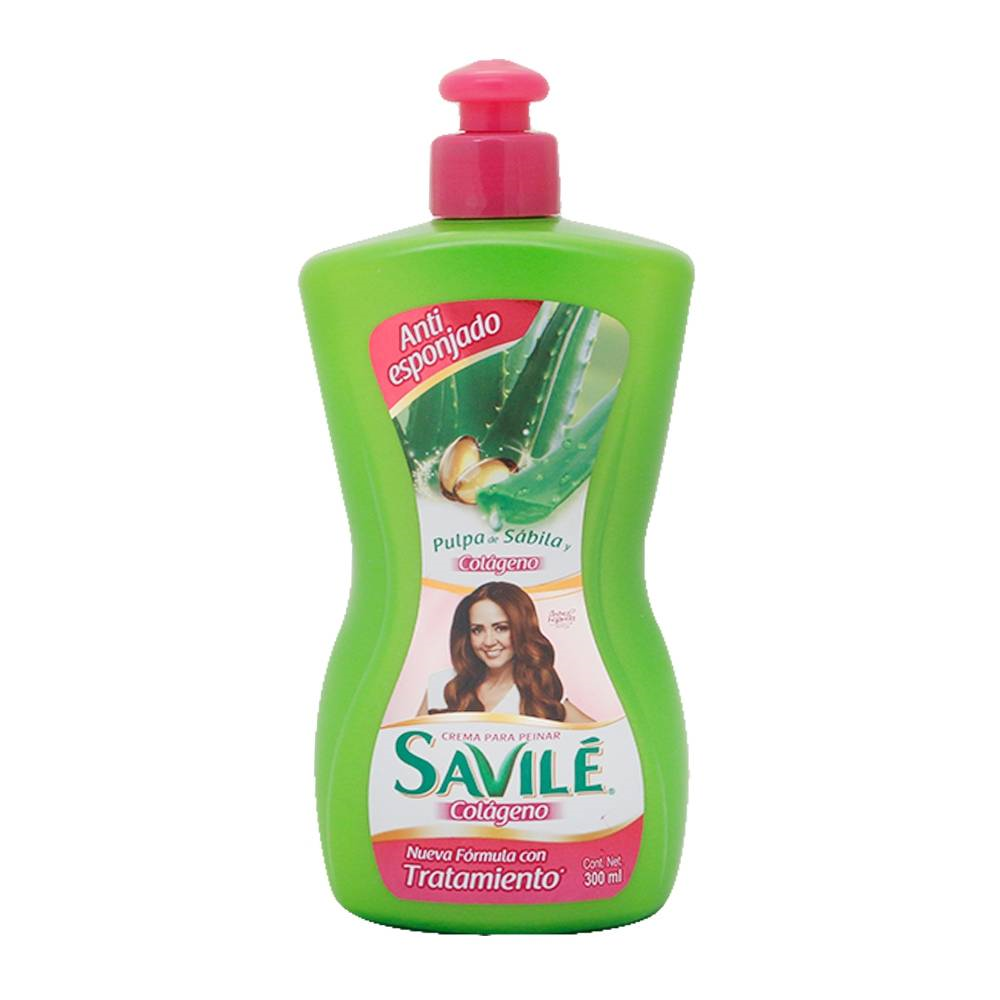 Anti
esponjado
Pulpa de Sábila y
Colágeno
CREMA PARA PEINAR
SAVILÉ®
Colágeno
Nueva Fórmula con
Tratamiento*
Cont. Net.
300 ml